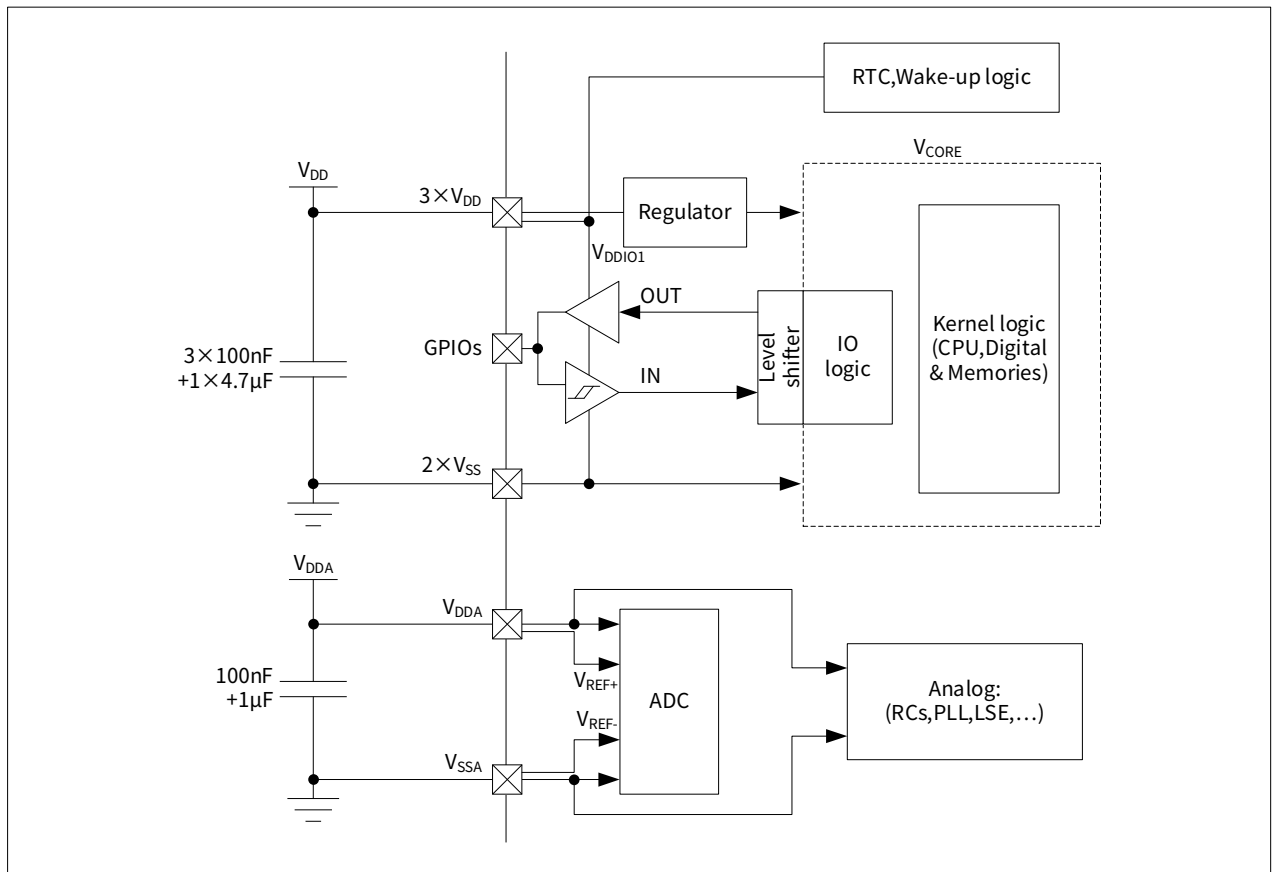 RTC,Wake-up logic
VCORE
VDD
3×VDD
Regulator
VDDIO1
OUT
GPIOs
3×100nF
+1×4.7μF
IN
Level
shifter
IO
logic
Kernel logic
(CPU,Digital
& Memories)
2×VSS
VDDA
VDDA
100nF
+1μF
VREF+
VREF-
ADC
Analog:
(RCs,PLL,LSE,…)
VSSA